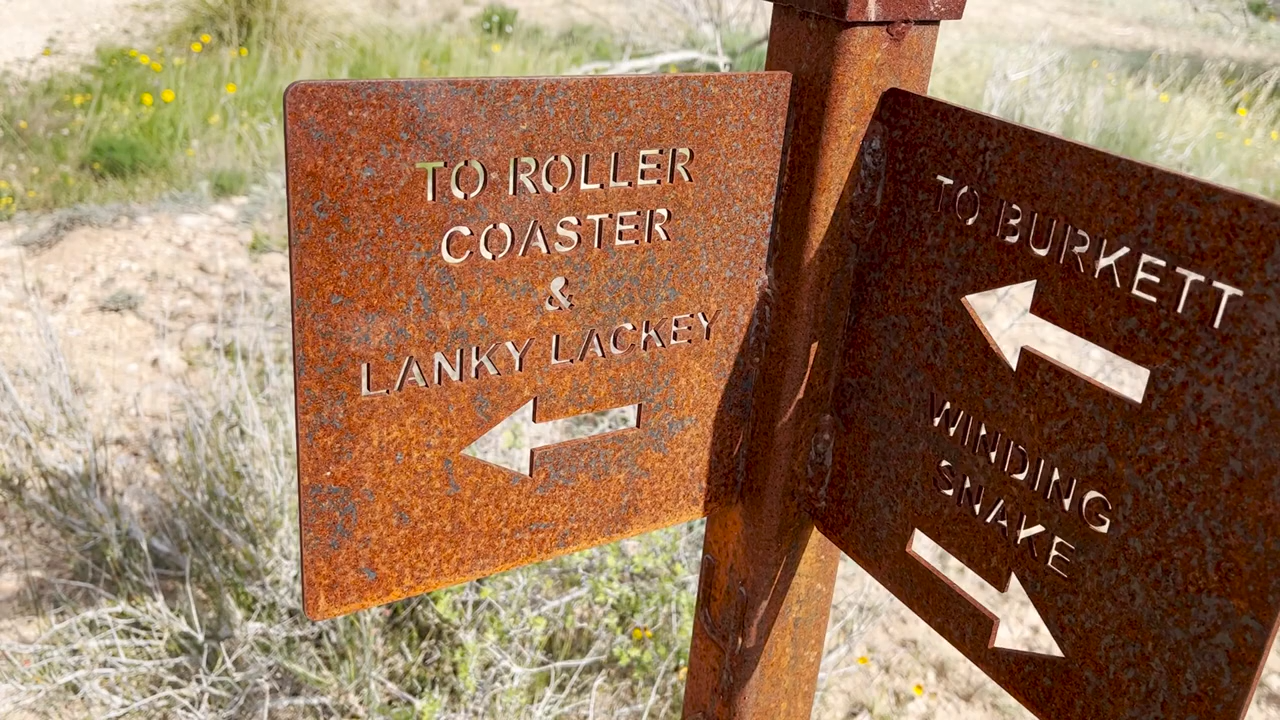 TO ROLLER
COASTER
&
LANKY LACKEY
TO BURKETT
WINDING
SNAKE